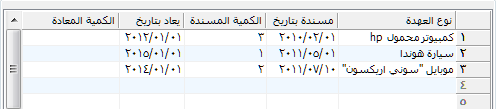 نوع العهدة مسندة بتاريخ الكمية المسندة يعاد بتاريخ الكمية المعادة
١ كمبيوتر محمول hp ٢٠١٠/٠٢/٠١ ٣ ٢٠١٢/٠١/٠١
٢ سيارة هوندا ٢٠١١/٠٥/٠١ ١ ٢٠١٥/٠١/٠١
٣ موبايل "سوني اريكسون" ٢٠١١/٠٧/١٠ ٢ ٢٠١٤/٠١/٠١
٤
٥